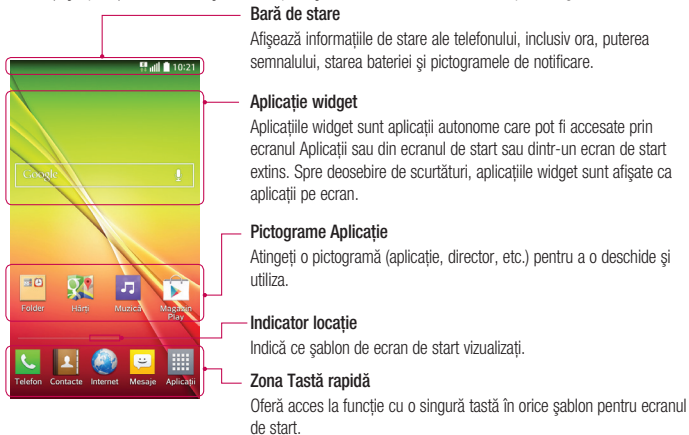 Bară de stare
Afişează informaţiile de stare ale telefonului, inclusiv ora, puterea
semnalului, starea bateriei şi pictogramele de notificare.
10:21
Aplicaţie widget
Aplicaţiile widget sunt aplicaţii autonome care pot fi accesate prin
ecranul Aplicaţii sau din ecranul de start sau dintr-un ecran de start
extins. Spre deosebire de scurtături, aplicaţiile widget sunt afişate ca
aplicaţii pe ecran.
Google
Pictograme Aplicaţie
Atingeţi o pictogramă (aplicaţie, director, etc.) pentru a o deschide şi
utiliza.
Folder Hărți Muzică Magazin
Play
Indicator locaţie
Indică ce şablon de ecran de start vizualizaţi.
Telefon Contacte Internet Mesaje Aplicații
Zona Tastă rapidă
Oferă acces la funcţie cu o singură tastă în orice şablon pentru ecranul
de start.